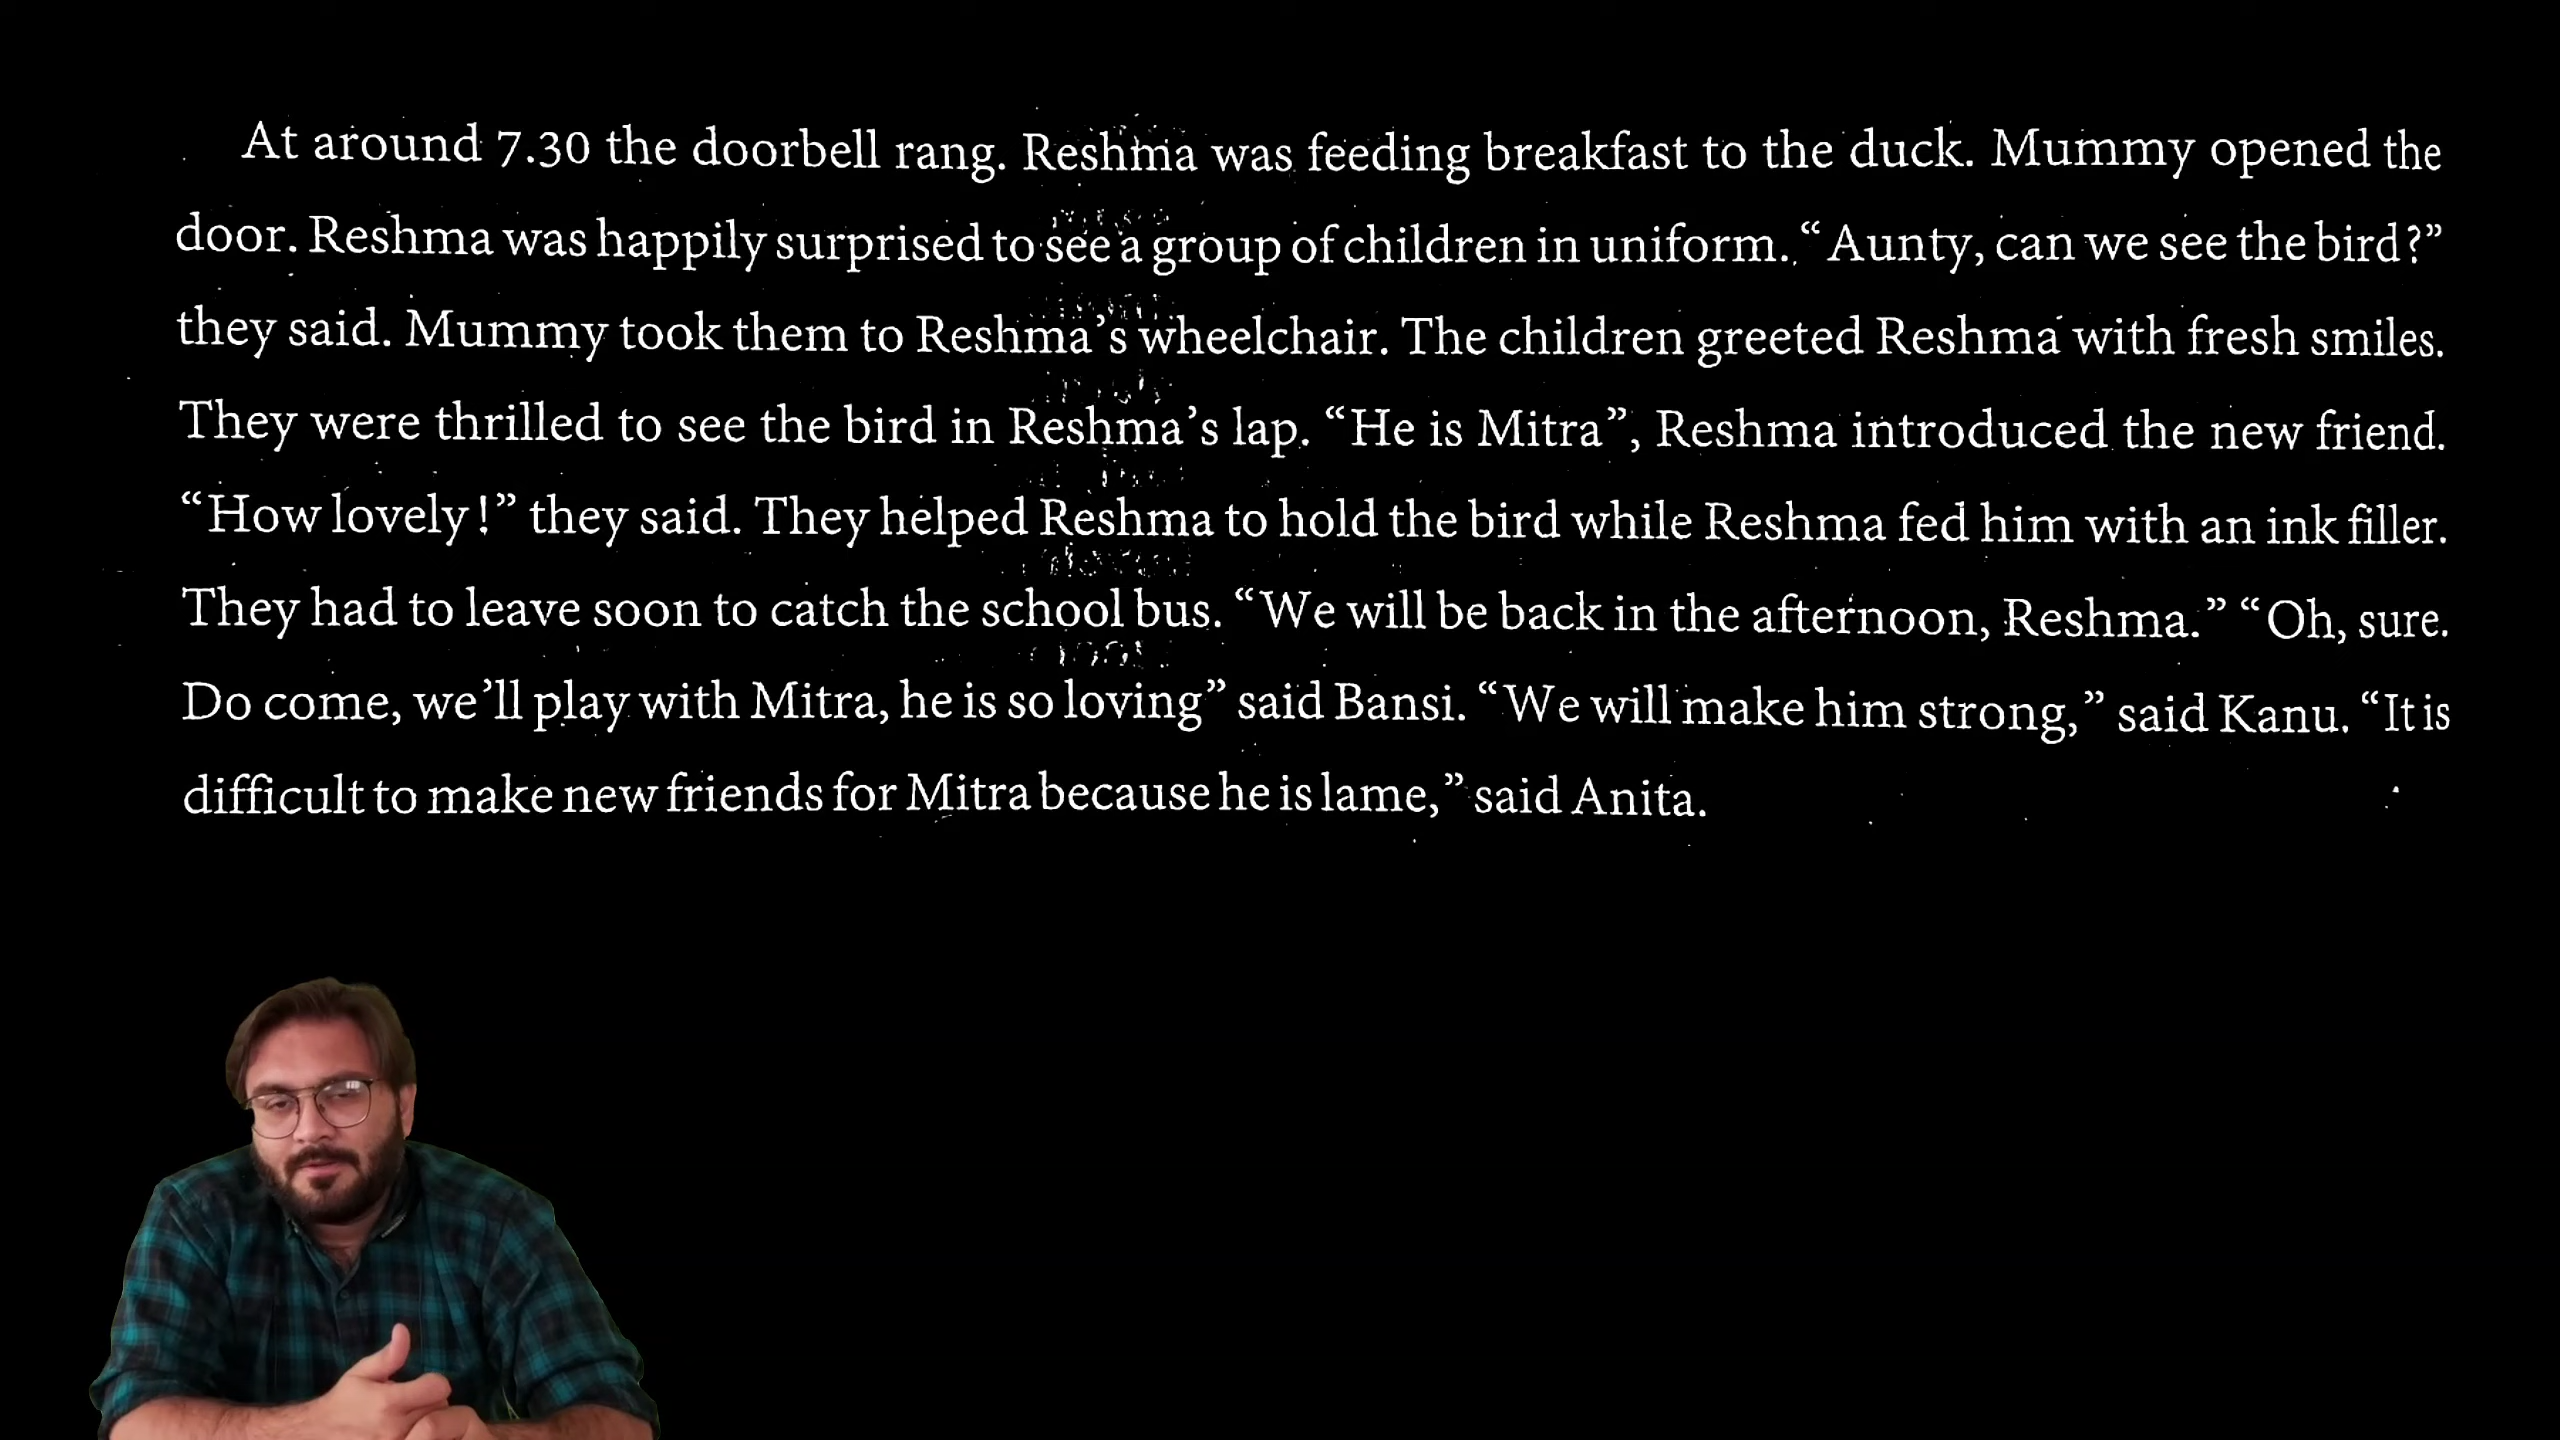 At around 7.30 the doorbell rang. Reshma was feeding breakfast to the duck. Mummy opened the
door. Reshma was happily surprised to see a group of children in uniform. “Aunty, can we see the bird?”
they said. Mummy took them to Reshma’s wheelchair. The children greeted Reshma with fresh smiles.
They were thrilled to see the bird in Reshma’s lap. “He is Mitra”, Reshma introduced the new friend.
“How lovely!” they said. They helped Reshma to hold the bird while Reshma fed him with an ink filler.
They had to leave soon to catch the school bus. “We will be back in the afternoon, Reshma.” “Oh, sure.
Do come, we’ll play with Mitra, he is so loving” said Bansi. “We will make him strong,” said Kanu. “It is
difficult to make new friends for Mitra because he is lame,” said Anita.